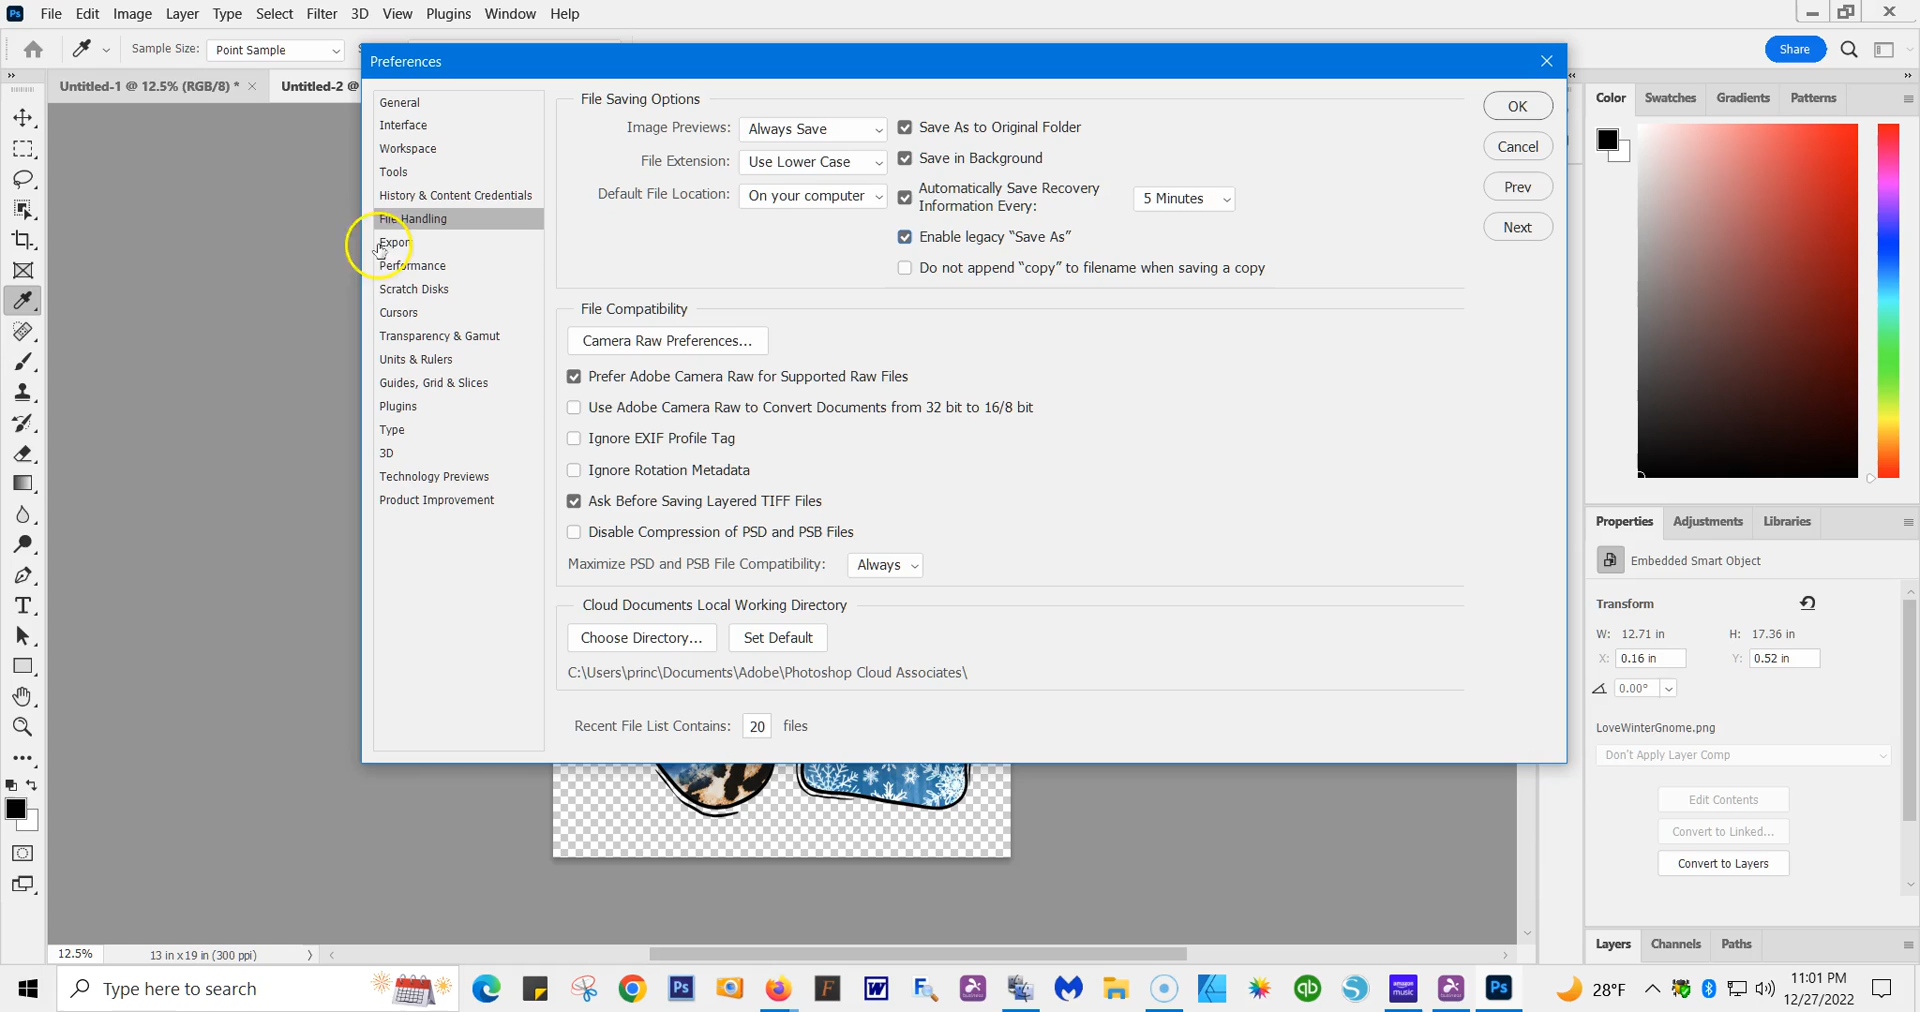 Ps File Edit Image Layer Type Select Filter 3D View Plugins Window Help
Sample Size: Point Sample
Share
Untitled-1 @ 12.5% (RGB/8) *
Untitled-2 @
Preferences
General
Interface
Workspace
Tools
History & Content Credentials
File Handling
Export
Performance
Scratch Disks
Cursors
Transparency & Gamut
Units & Rulers
Guides, Grid & Slices
Plugins
Type
3D
Technology Previews
Product Improvement
File Saving Options
Image Previews: Always Save
File Extension: Use Lower Case
Default File Location: On your computer
Save As to Original Folder
Save in Background
Automatically Save Recovery
Information Every: 5 Minutes
Enable legacy “Save As”
Do not append “copy” to filename when saving a copy
File Compatibility
Camera Raw Preferences...
Prefer Adobe Camera Raw for Supported Raw Files
Use Adobe Camera Raw to Convert Documents from 32 bit to 16/8 bit
Ignore EXIF Profile Tag
Ignore Rotation Metadata
Ask Before Saving Layered TIFF Files
Disable Compression of PSD and PSB Files
Maximize PSD and PSB File Compatibility: Always
Cloud Documents Local Working Directory
Choose Directory... Set Default
C:\Users\princ\Documents\Adobe\Photoshop Cloud Associates\
Recent File List Contains: 20 files
OK
Cancel
Prev
Next
Color Swatches Gradients Patterns
Properties Adjustments Libraries
Embedded Smart Object
Transform
W: 12.71 in H: 17.36 in
X: 0.16 in Y: 0.52 in
0.00°
LoveWinterGnome.png
Don't Apply Layer Comp
Edit Contents
Convert to Linked...
Convert to Layers
Layers Channels Paths
12.5% 13 in x 19 in (300 ppi)
Type here to search
28°F
11:01 PM
12/27/2022